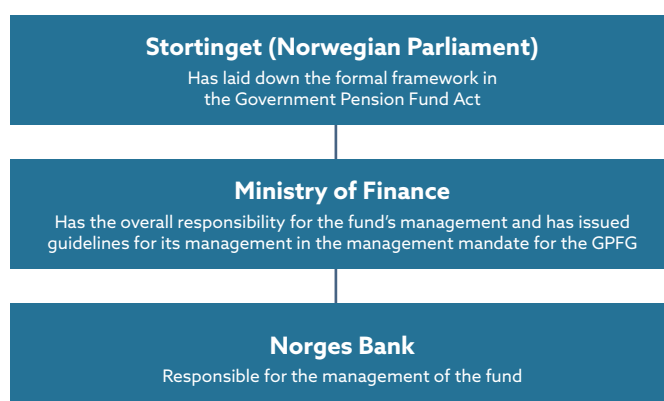 Stortinget (Norwegian Parliament)
Has laid down the formal framework in
the Government Pension Fund Act
Ministry of Finance
Has the overall responsibility for the fund’s management and has issued
guidelines for its management in the management mandate for the GPFG
Norges Bank
Responsible for the management of the fund